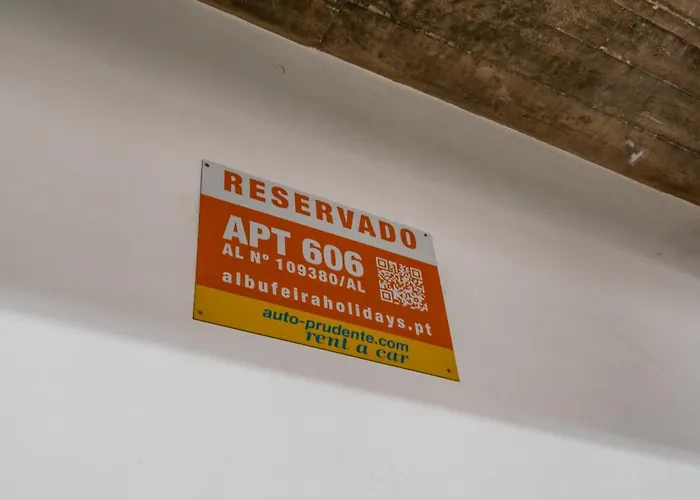 RESERVADO
APT 606
AL Nº 109380/AL
albufeiraholidays.pt
auto-prudente.com
rent a car